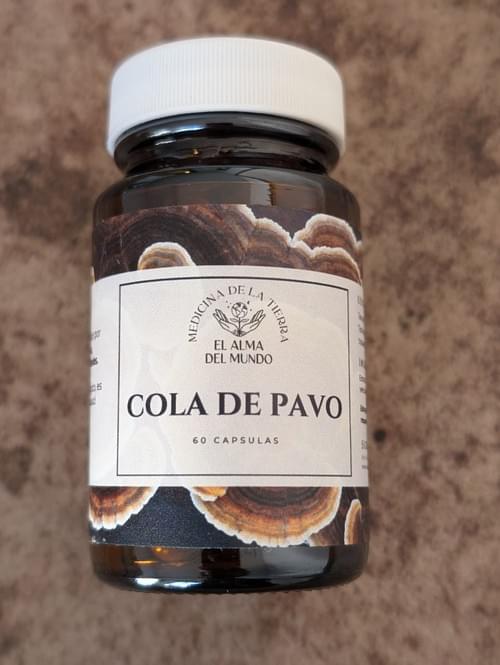 MEDICINA DE LA TIERRA
EL ALMA
DEL MUNDO
COLA DE PAVO
60 CAPSULAS